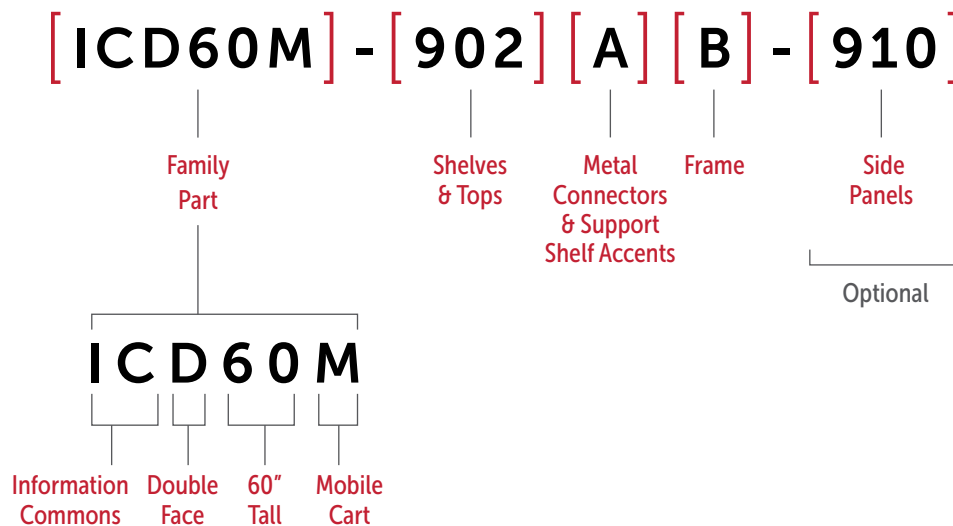 [ICD60M]-[902][A][B]-[910]
Family
Part
Shelves
& Tops
Metal
Connectors
& Support
Shelf Accents
Frame
Side
Panels
Optional
ICD60M
Information
Commons
Double
Face
60”
Tall
Mobile
Cart